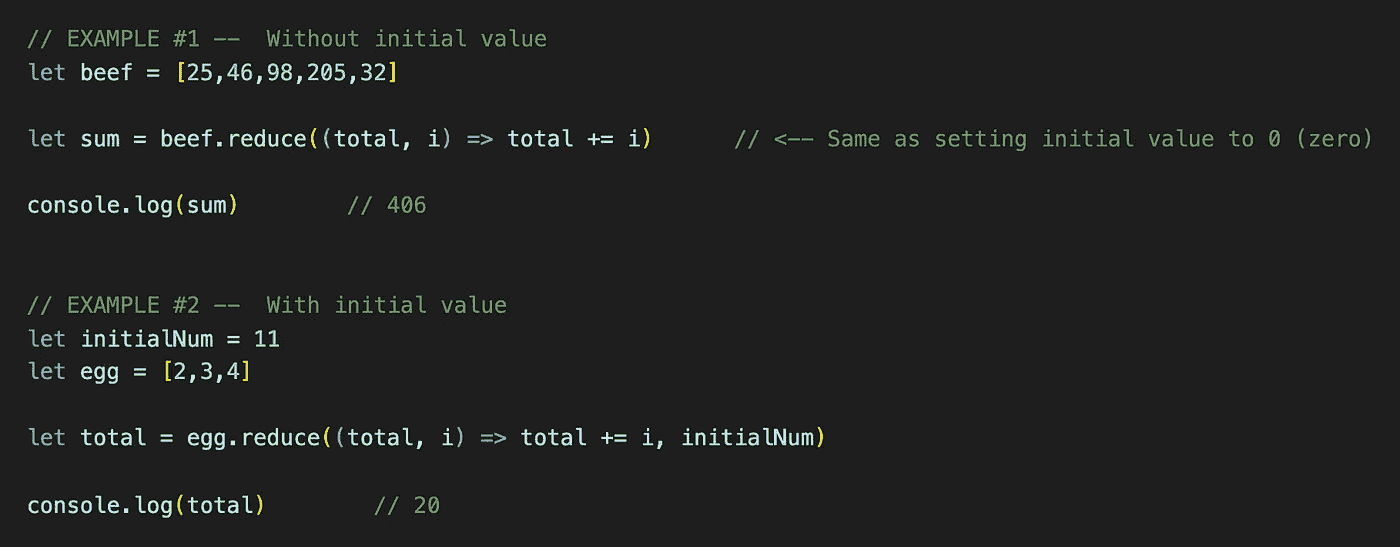 // EXAMPLE #1 --  Without initial value
let beef = [25,46,98,205,32]
let sum = beef.reduce((total, i) => total += i)      // <-- Same as setting initial value to 0 (zero)
console.log(sum)        // 406
// EXAMPLE #2 --  With initial value
let initialNum = 11
let egg = [2,3,4]
let total = egg.reduce((total, i) => total += i, initialNum)
console.log(total)        // 20